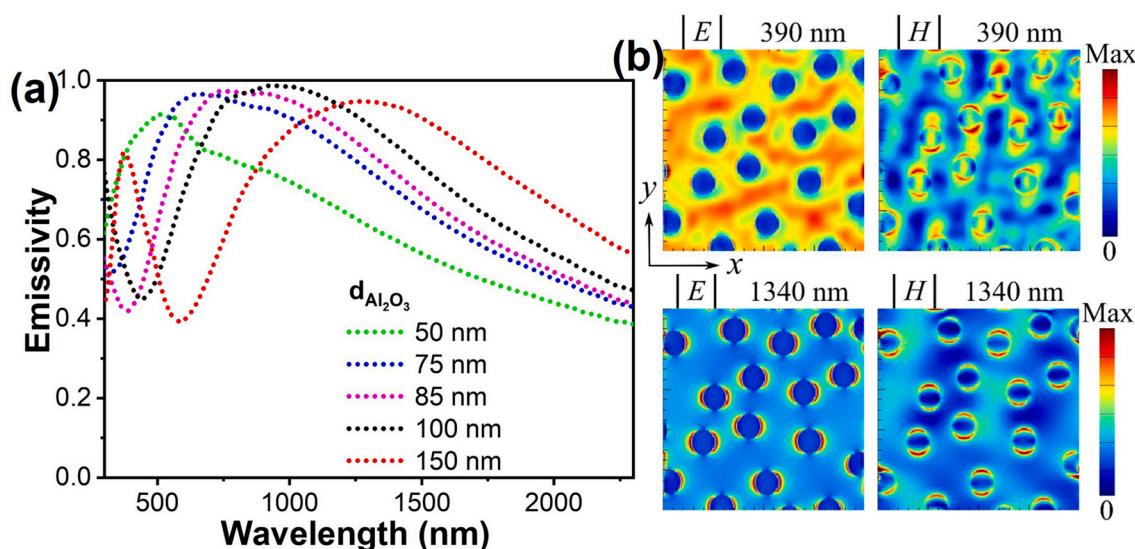 (a)
Emissivity
1.0
0.8
0.6
0.4
0.2
0.0
500
1000
1500
2000
Wavelength (nm)
d Al2O3
50 nm
75 nm
85 nm
100 nm
150 nm
(b)
|E| 390 nm
|H| 390 nm
Max
0
y
x
|E| 1340 nm
|H| 1340 nm
Max
0